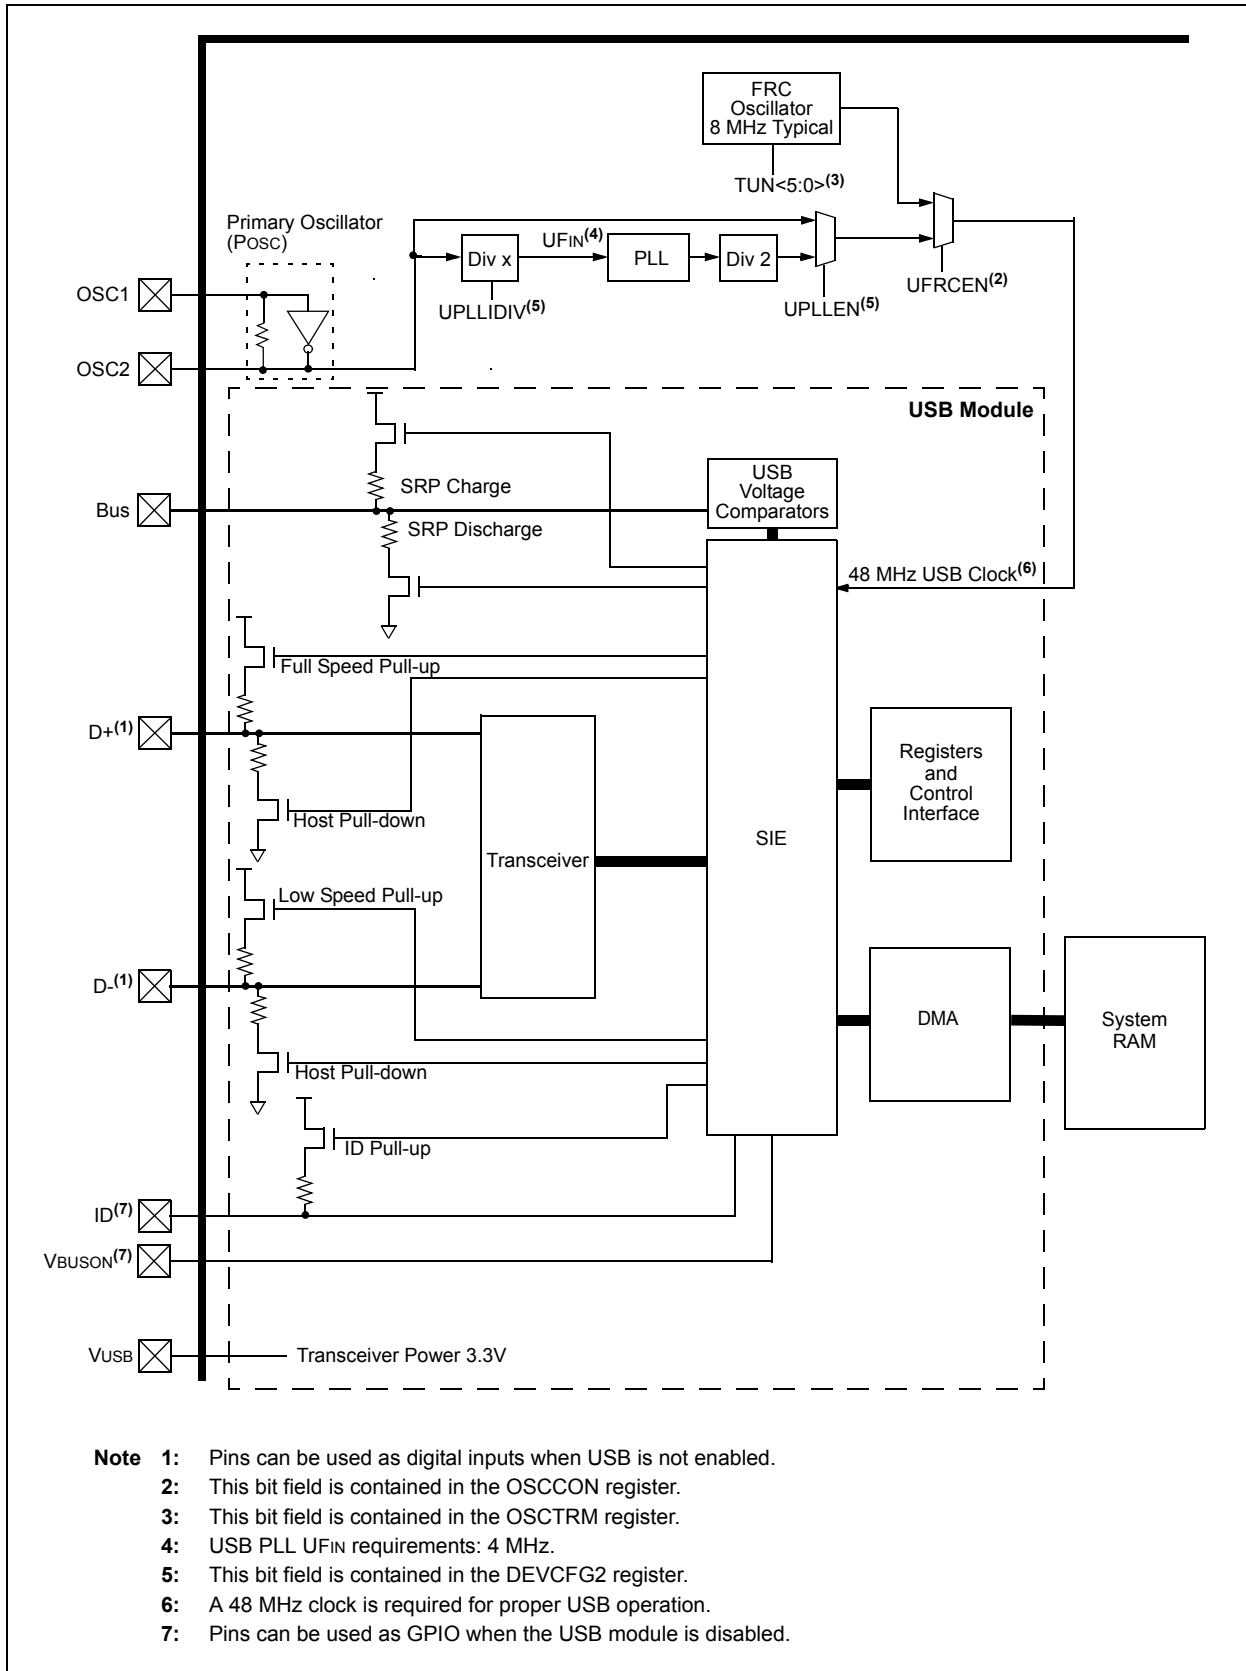 FRC
Oscillator
8 MHz Typical
TUN<5:0>(3)
Primary Oscillator
(POSC)
UFIN(4)
Div x
PLL
Div 2
UPLLIDIV(5)
UPLLEN(5)
UFRCEN(2)
OSC1
OSC2
USB Module
USB
Voltage
Comparators
SRP Charge
Bus
SRP Discharge
48 MHz USB Clock(6)
Full Speed Pull-up
D+(1)
Registers
and
Control
Interface
Host Pull-down
SIE
Transceiver
Low Speed Pull-up
D-(1)
DMA
System
RAM
Host Pull-down
ID Pull-up
ID(7)
VBUSON(7)
VUSB
Transceiver Power 3.3V
Note 1: Pins can be used as digital inputs when USB is not enabled.
2: This bit field is contained in the OSCCON register.
3: This bit field is contained in the OSCTRM register.
4: USB PLL UFIN requirements: 4 MHz.
5: This bit field is contained in the DEVCFG2 register.
6: A 48 MHz clock is required for proper USB operation.
7: Pins can be used as GPIO when the USB module is disabled.